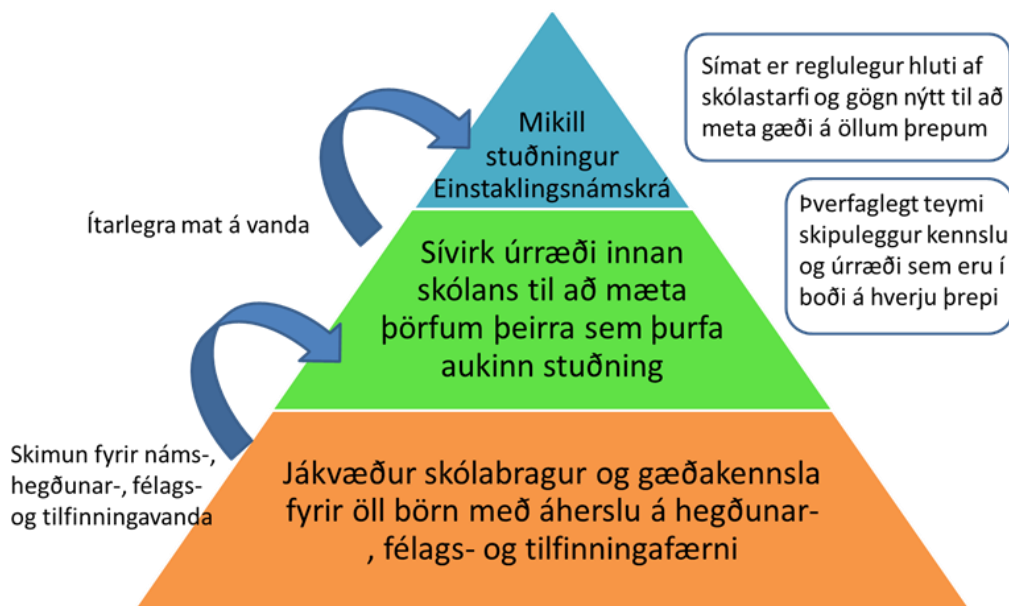 Mikill
stuðningur
Einstaklingsnámskrá
Símat er reglulegur hluti af
skólastarfi og gögn nýtt til að
meta gæði á öllum þrepum
Þverfaglegt teymi
skipuleggur kennslu
og úrræði sem eru í
boði á hverju þrepi
Ítarlegra mat á vanda
Sívirk úrræði innan
skólans til að mæta
þörfum þeirra sem þurfa
aukinn stuðning
Skimun fyrir náms-,
hegðunar-, félags-
og tilfinningavanda
Jákvæður skólabragur og gæðakennsla
fyrir öll börn með áherslu á hegðunar-
, félags- og tilfinningafærni